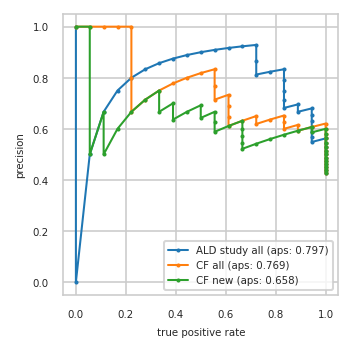 1.0
0.8
0.6
0.4
0.2
0.0
precision
0.0 0.2 0.4 0.6 0.8 1.0
true positive rate
ALD study all (aps: 0.797)
CF all (aps: 0.769)
CF new (aps: 0.658)